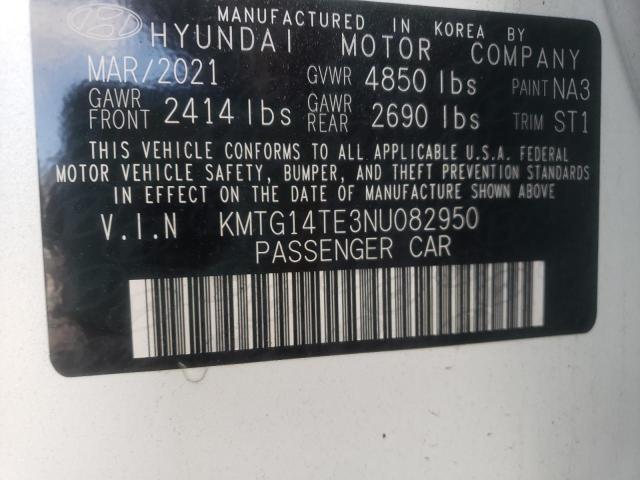 MANUFACTURED IN KOREA BY
HYUNDAI MOTOR COMPANY
MAR/2021 GVWR 4850 lbs PAINT NA3
GAWR FRONT 2414 lbs GAWR REAR 2690 lbs TRIM ST1
THIS VEHICLE CONFORMS TO ALL APPLICABLE U.S.A. FEDERAL
MOTOR VEHICLE SAFETY, BUMPER, AND THEFT PREVENTION STANDARDS
IN EFFECT ON THE DATE OF MANUFACTURE SHOWN ABOVE
V.I.N KMTG14TE3NU082950
PASSENGER CAR